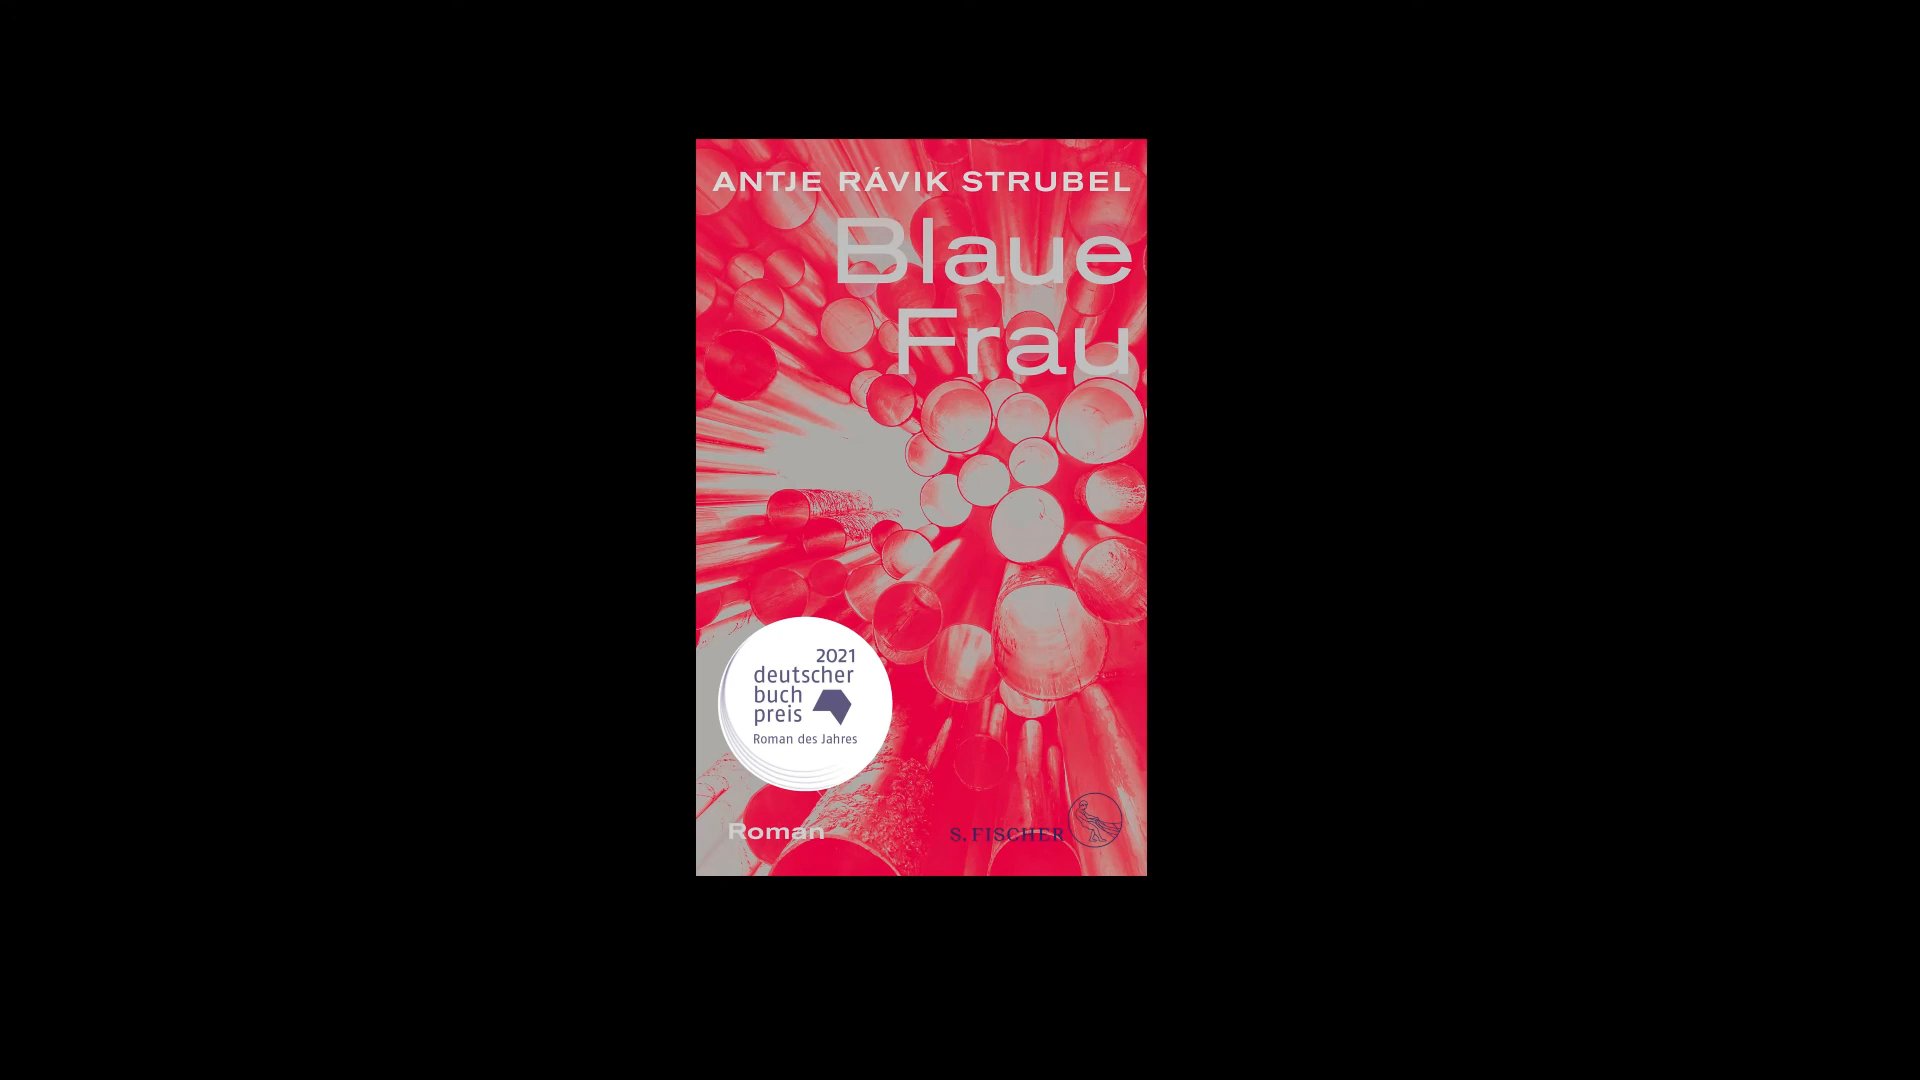 ANTJE RÁVIK STRUBEL
Blaue
Frau
2021
deutscher
buch
preis
Roman des Jahres
Roman
S. FISCHER